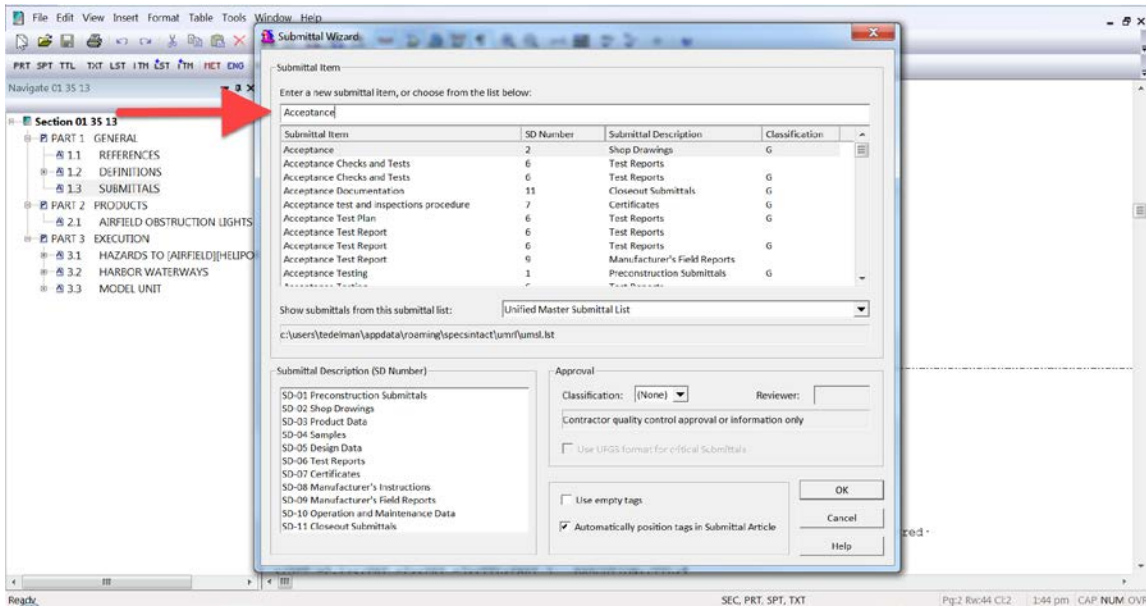 File Edit View Insert Format Table Tools Window Help
Submittal Wizard
PRT SPT TTL TXT LST ITM LST ITM MET ENG
Navigate 01 35 13
Section 01 35 13
PART 1 GENERAL
1.1 REFERENCES
1.2 DEFINITIONS
1.3 SUBMITTALS
PART 2 PRODUCTS
2.1 AIRFIELD OBSTRUCTION LIGHTS
PART 3 EXECUTION
3.1 HAZARDS TO [AIRFIELD][HELIPO
3.2 HARBOR WATERWAYS
3.3 MODEL UNIT
Submittal Item
Enter a new submittal item, or choose from the list below:
Acceptance
Submittal Item SD Number Submittal Description Classification
Acceptance 2 Shop Drawings G
Acceptance Checks and Tests 6 Test Reports
Acceptance Checks and Tests 6 Test Reports G
Acceptance Documentation 11 Closeout Submittals G
Acceptance test and inspections procedure 7 Certificates G
Acceptance Test Plan 6 Test Reports G
Acceptance Test Report 6 Test Reports
Acceptance Test Report 6 Test Reports G
Acceptance Test Report 9 Manufacturer's Field Reports
Acceptance Testing 1 Preconstruction Submittals G
Show submittals from this submittal list: Unified Master Submittal List
c:\users\tedelman\appdata\roaming\specsintact\umrl\umsl.lst
Submittal Description (SD Number)
SD-01 Preconstruction Submittals
SD-02 Shop Drawings
SD-03 Product Data
SD-04 Samples
SD-05 Design Data
SD-06 Test Reports
SD-07 Certificates
SD-08 Manufacturer's Instructions
SD-09 Manufacturer's Field Reports
SD-10 Operation and Maintenance Data
SD-11 Closeout Submittals
Approval
Classification: (None) Reviewer:
Contractor quality control approval or information only
Use UFGS format for critical Submittals
Use empty tags
Automatically position tags in Submittal Article
OK
Cancel
Help
red
Ready
SEC, PRT, SPT, TXT
Pg:2 Rw:44 Cl:2 1:44 pm CAP NUM OVR